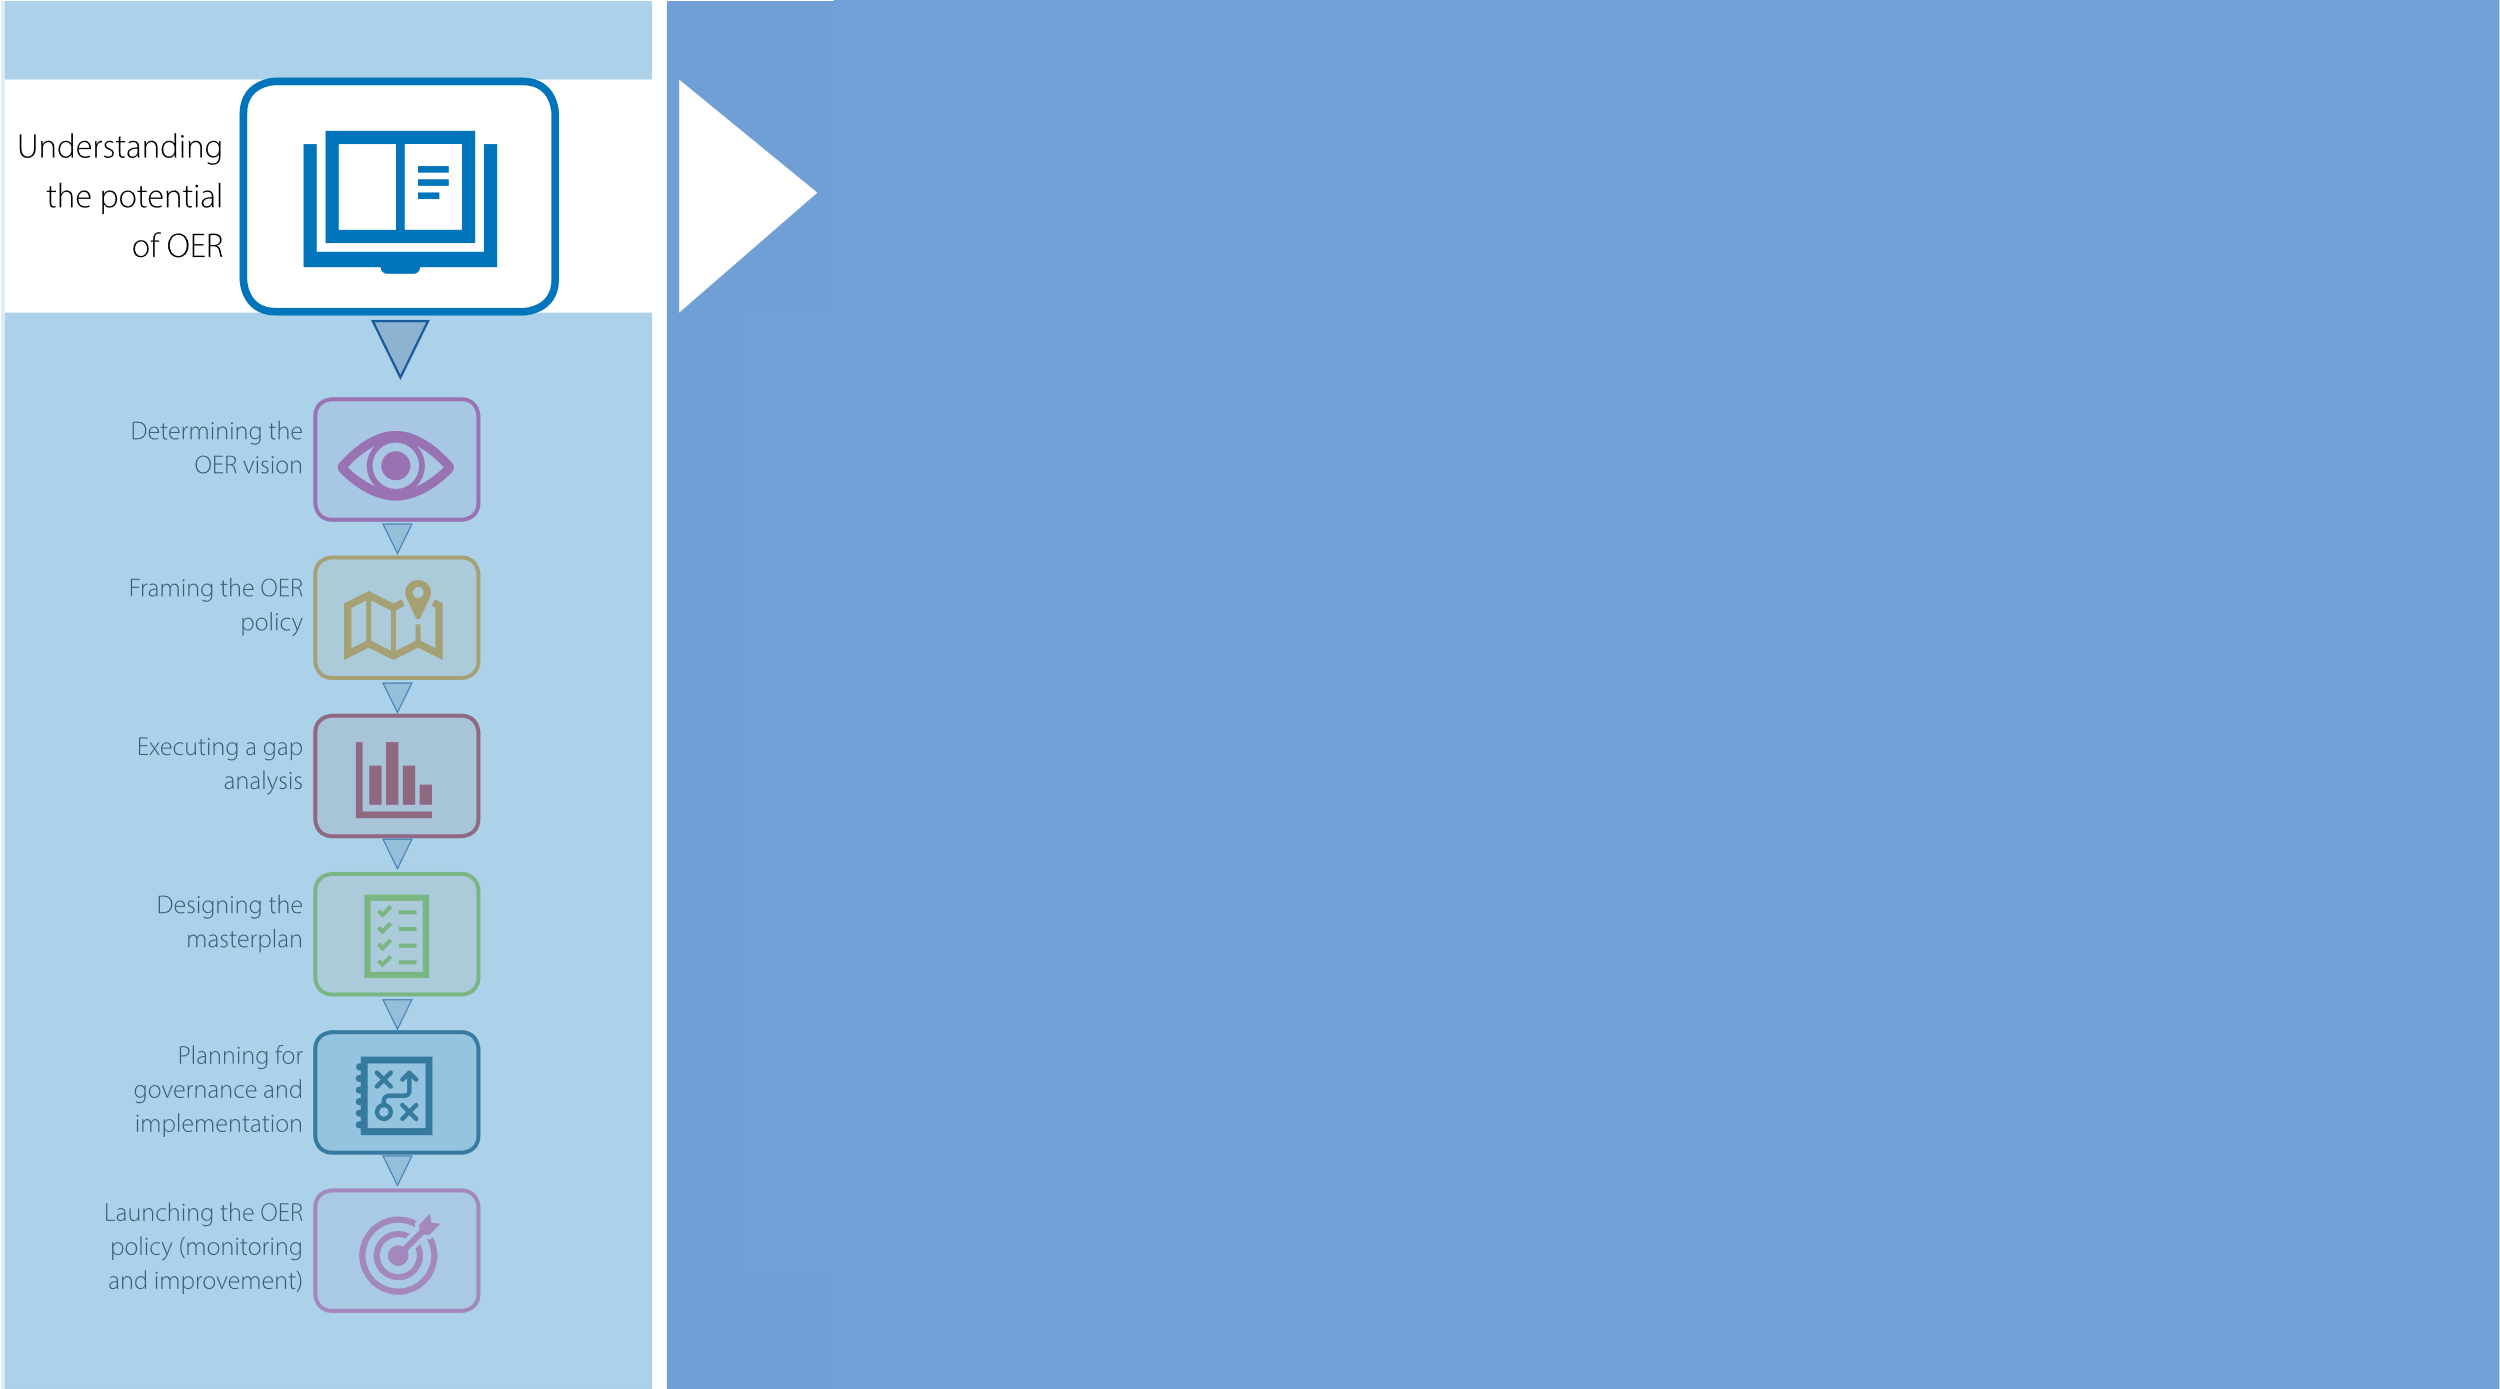 Understanding
the potential
of OER
Determining the
OER vision
Framing the OER
policy
Executing a gap
analysis
Designing the
masterplan
Planning for
governance and
implementation
Launching the OER
policy (monitoring
and improvement)